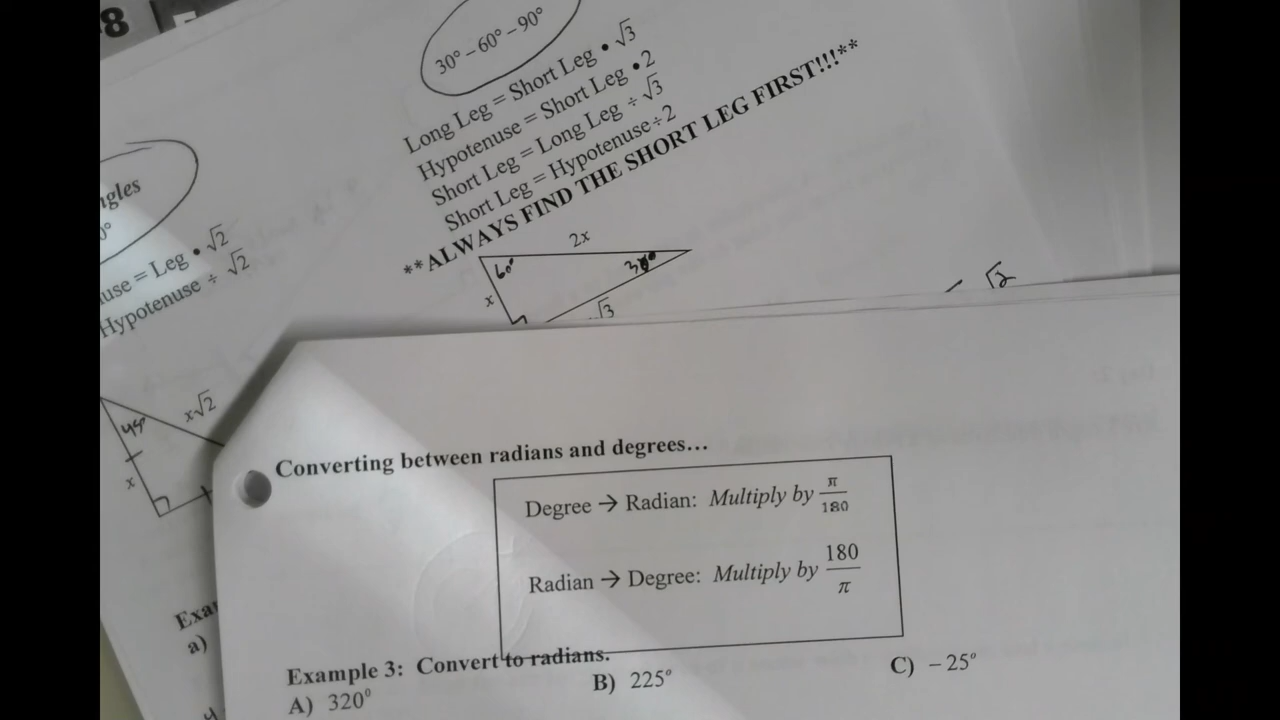 8
30° – 60° – 90°
Long Leg = Short Leg • √3
Hypotenuse = Short Leg • 2
Short Leg = Long Leg ÷ √3
Short Leg = Hypotenuse ÷ 2
**ALWAYS FIND THE SHORT LEG FIRST!!!**
2x
60°
x
√3
√2
ngles
0°
use = Leg • √2
Hypotenuse ÷ √2
45°
x√2
x
Exa
a)
Converting between radians and degrees…
Degree → Radian: Multiply by π/180
Radian → Degree: Multiply by 180/π
Example 3: Convert to radians.
A) 320° B) 225° C) – 25°